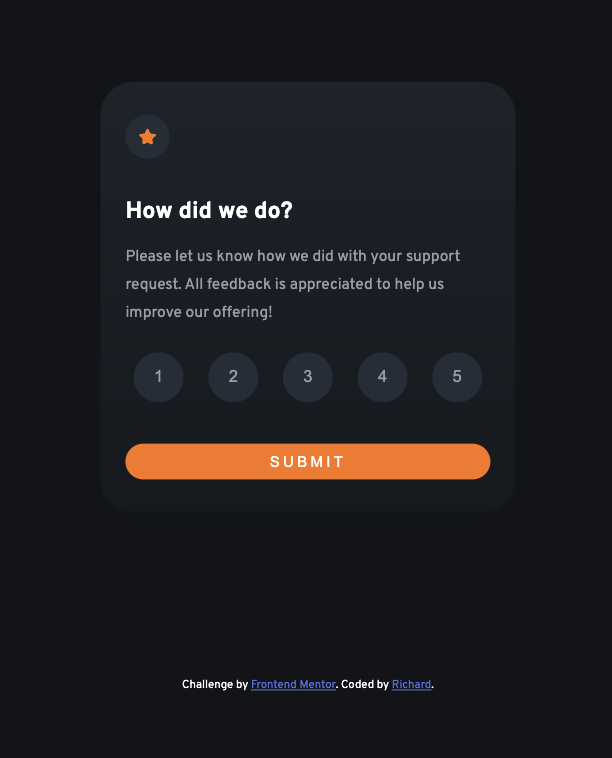 How did we do?
Please let us know how we did with your support
request. All feedback is appreciated to help us
improve our offering!
1 2 3 4 5
SUBMIT
Challenge by Frontend Mentor. Coded by Richard.